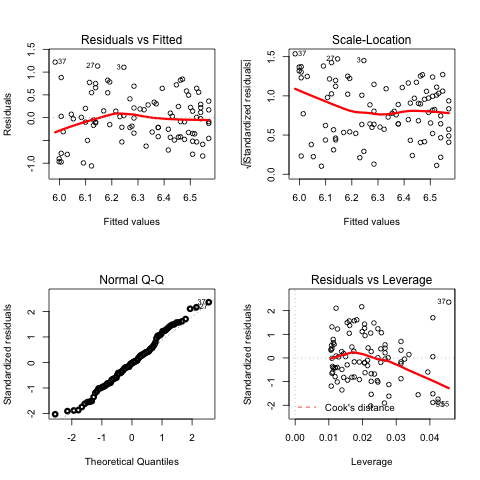 Residuals vs Fitted
Residuals
-1.0
0.0
0.5
1.0
1.5
37
27
3
6.0 6.1 6.2 6.3 6.4 6.5
Fitted values
Scale-Location
√|Standardized residuals|
0.0
0.5
1.0
1.5
37
27
3
6.0 6.1 6.2 6.3 6.4 6.5
Fitted values
Normal Q-Q
Standardized residuals
-2
-1
0
1
2
37
-2 -1 0 1 2
Theoretical Quantiles
Residuals vs Leverage
Standardized residuals
-2
-1
0
1
2
37
Cook's distance
0.00 0.01 0.02 0.03 0.04
Leverage